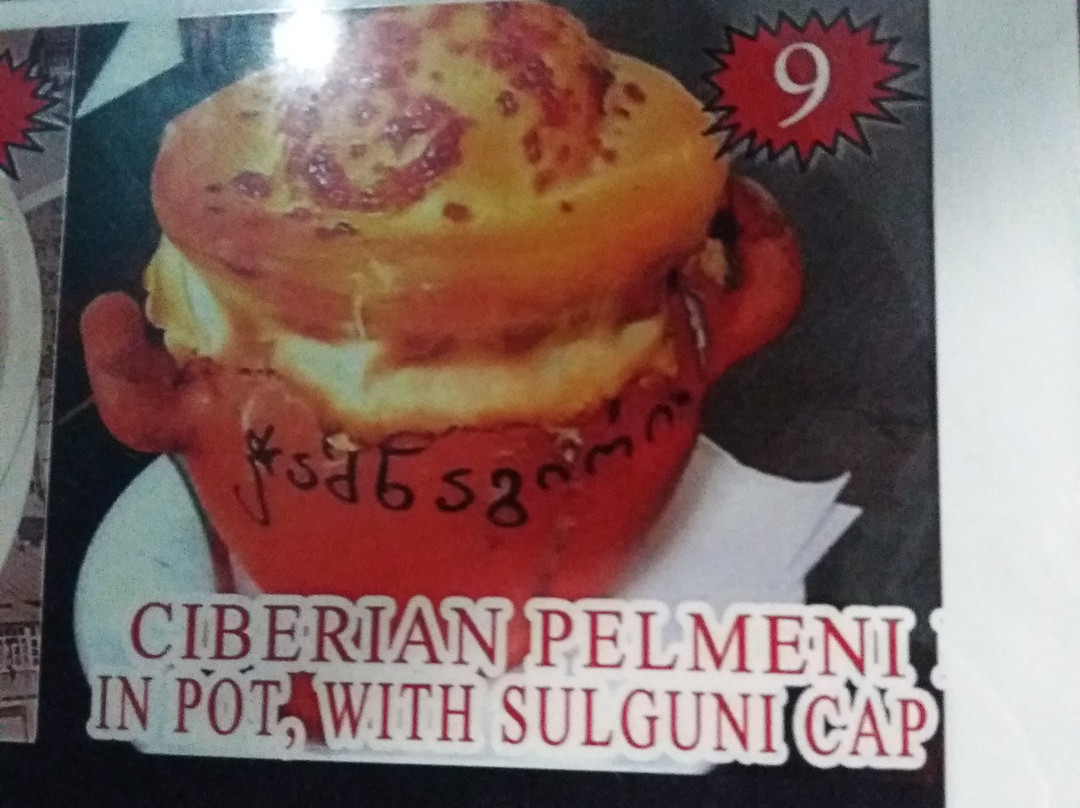 9
CIBERIAN PELMENI
IN POT, WITH SULGUNI CAP